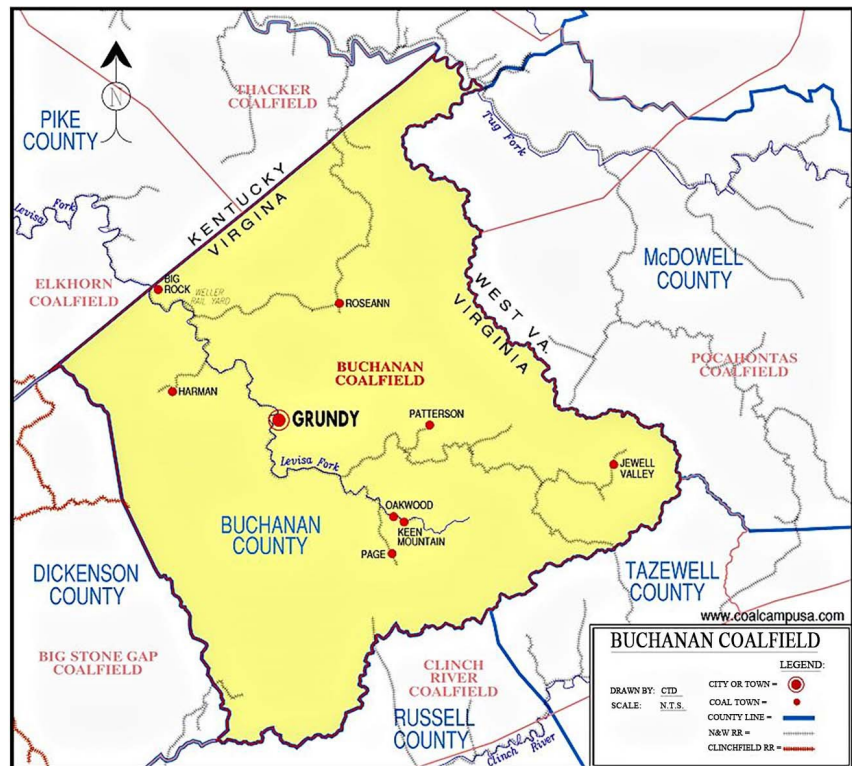 THACKER
COALFIELD
N
PIKE
COUNTY
Tug Fork
KENTUCKY
VIRGINA
Levisa Fork
McDOWELL
COUNTY
WEST VA.
VIRGINIA
ELKHORN
COALFIELD
BIG
ROCK
WELLER
RAIL YARD
ROSEANN
POCAHONTAS
COALFIELD
BUCHANAN
COALFIELD
HARMAN
GRUNDY
PATTERSON
Levisa Fork
JEWELL
VALLEY
OAKWOOD
KEEN
MOUNTAIN
PAGE
BUCHANAN
COUNTY
DICKENSON
COUNTY
TAZEWELL
COUNTY
www.coalcampusa.com
BIG STONE GAP
COALFIELD
CLINCH
RIVER
COALFIELD
RUSSELL
COUNTY
Clinch River
BUCHANAN COALFIELD
LEGEND:
DRAWN BY: CTD
SCALE: N.T.S.
CITY OR TOWN =
COAL TOWN =
COUNTY LINE =
N&W RR =
CLINCHFIELD RR =